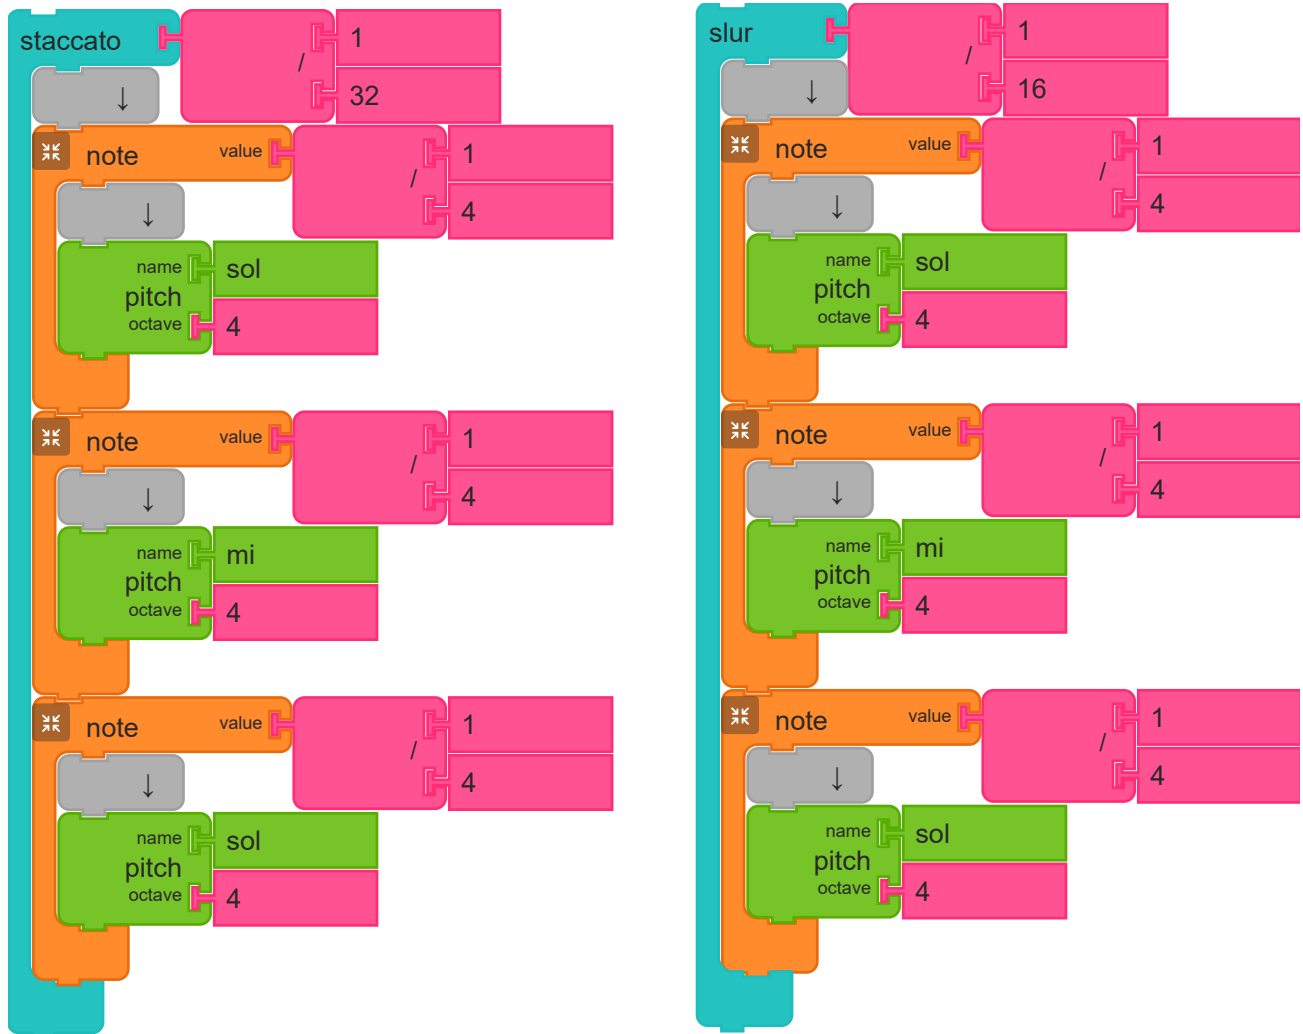 staccato / 1
32
↓
note value / 1
4
↓
name sol
pitch
octave 4
note value / 1
4
↓
name mi
pitch
octave 4
note value / 1
4
↓
name sol
pitch
octave 4
slur / 1
16
↓
note value / 1
4
↓
name sol
pitch
octave 4
note value / 1
4
↓
name mi
pitch
octave 4
note value / 1
4
↓
name sol
pitch
octave 4